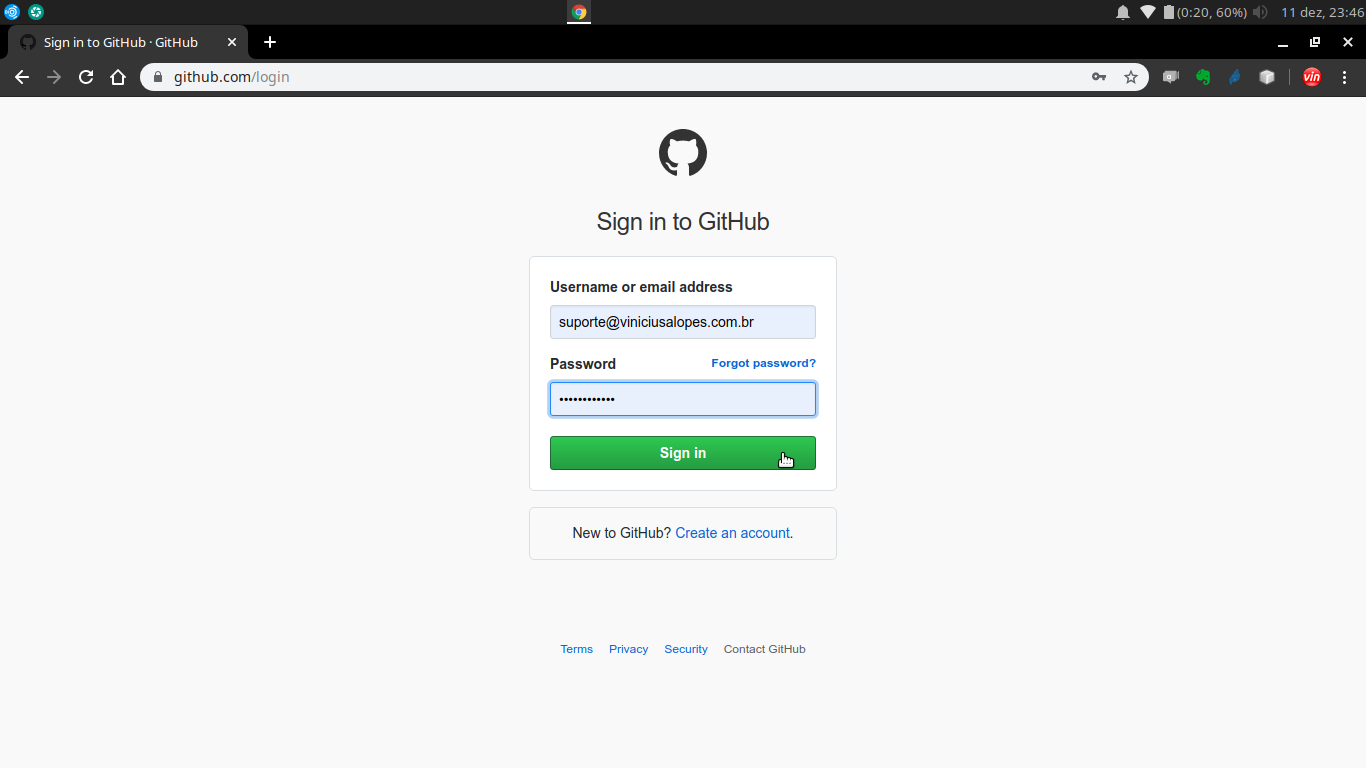 (0:20, 60%) 11 dez, 23:46
Sign in to GitHub · GitHub
github.com/login
vin
Sign in to GitHub
Username or email address
suporte@viniciusalopes.com.br
Password Forgot password?
••••••••••••
Sign in
New to GitHub? Create an account.
Terms Privacy Security Contact GitHub